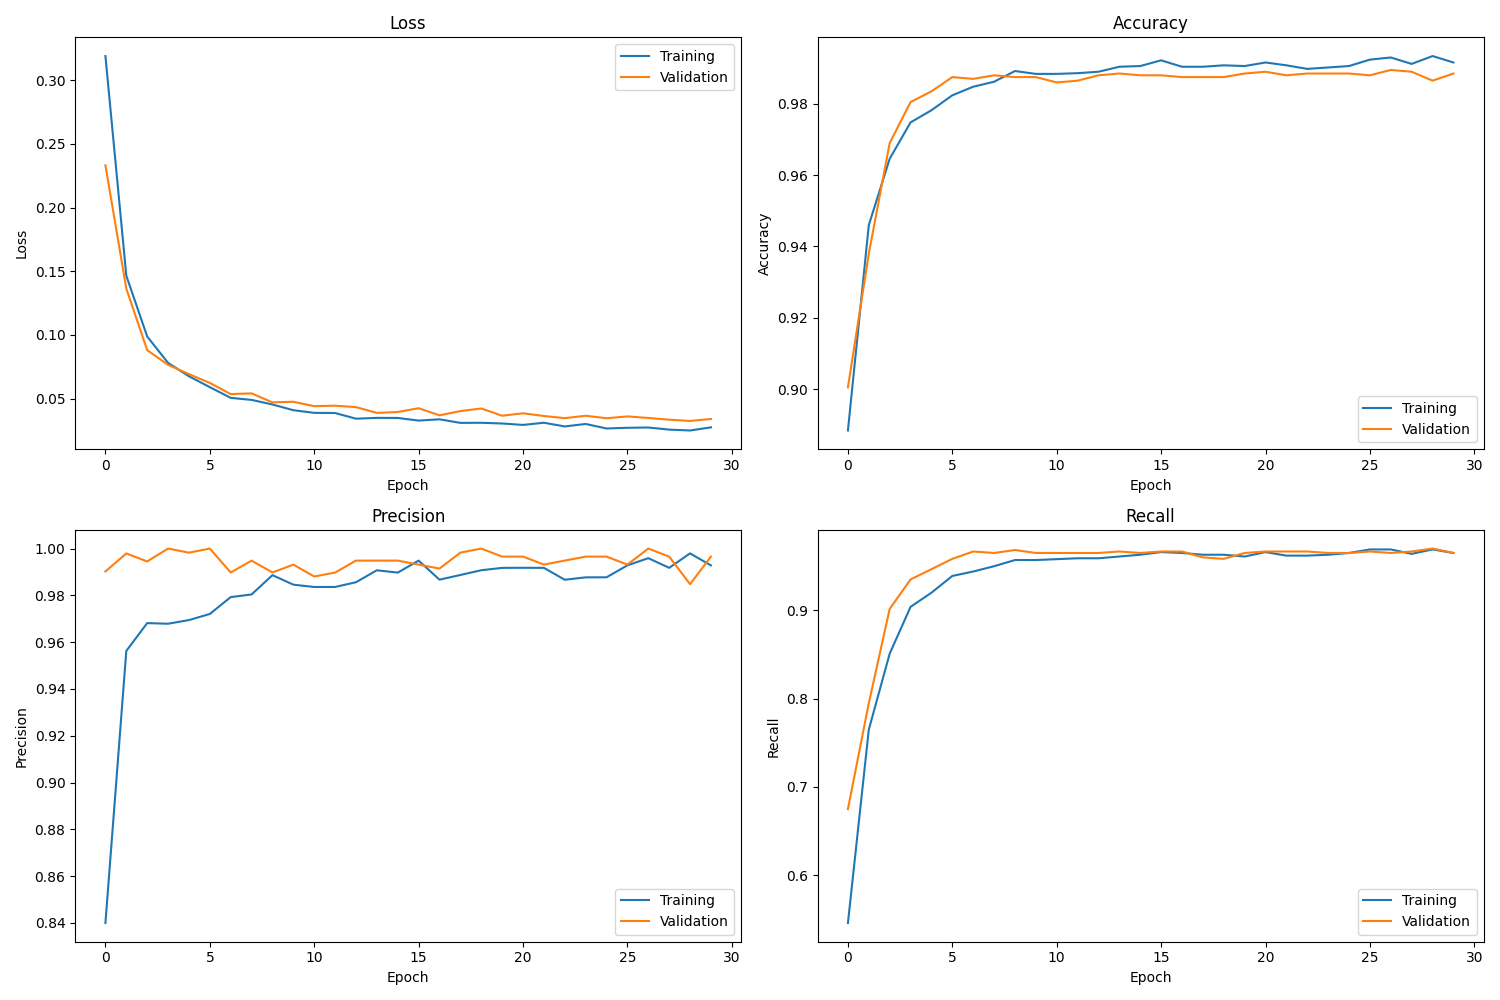 Loss
0.30
0.25
0.20
0.15
0.10
0.05
Loss
0 5 10 15 20 25 30
Epoch
Training
Validation
Accuracy
0.98
0.96
0.94
0.92
0.90
Accuracy
0 5 10 15 20 25 30
Epoch
Training
Validation
Precision
1.00
0.98
0.96
0.94
0.92
0.90
0.88
0.86
0.84
Precision
0 5 10 15 20 25 30
Epoch
Training
Validation
Recall
0.9
0.8
0.7
0.6
Recall
0 5 10 15 20 25 30
Epoch
Training
Validation